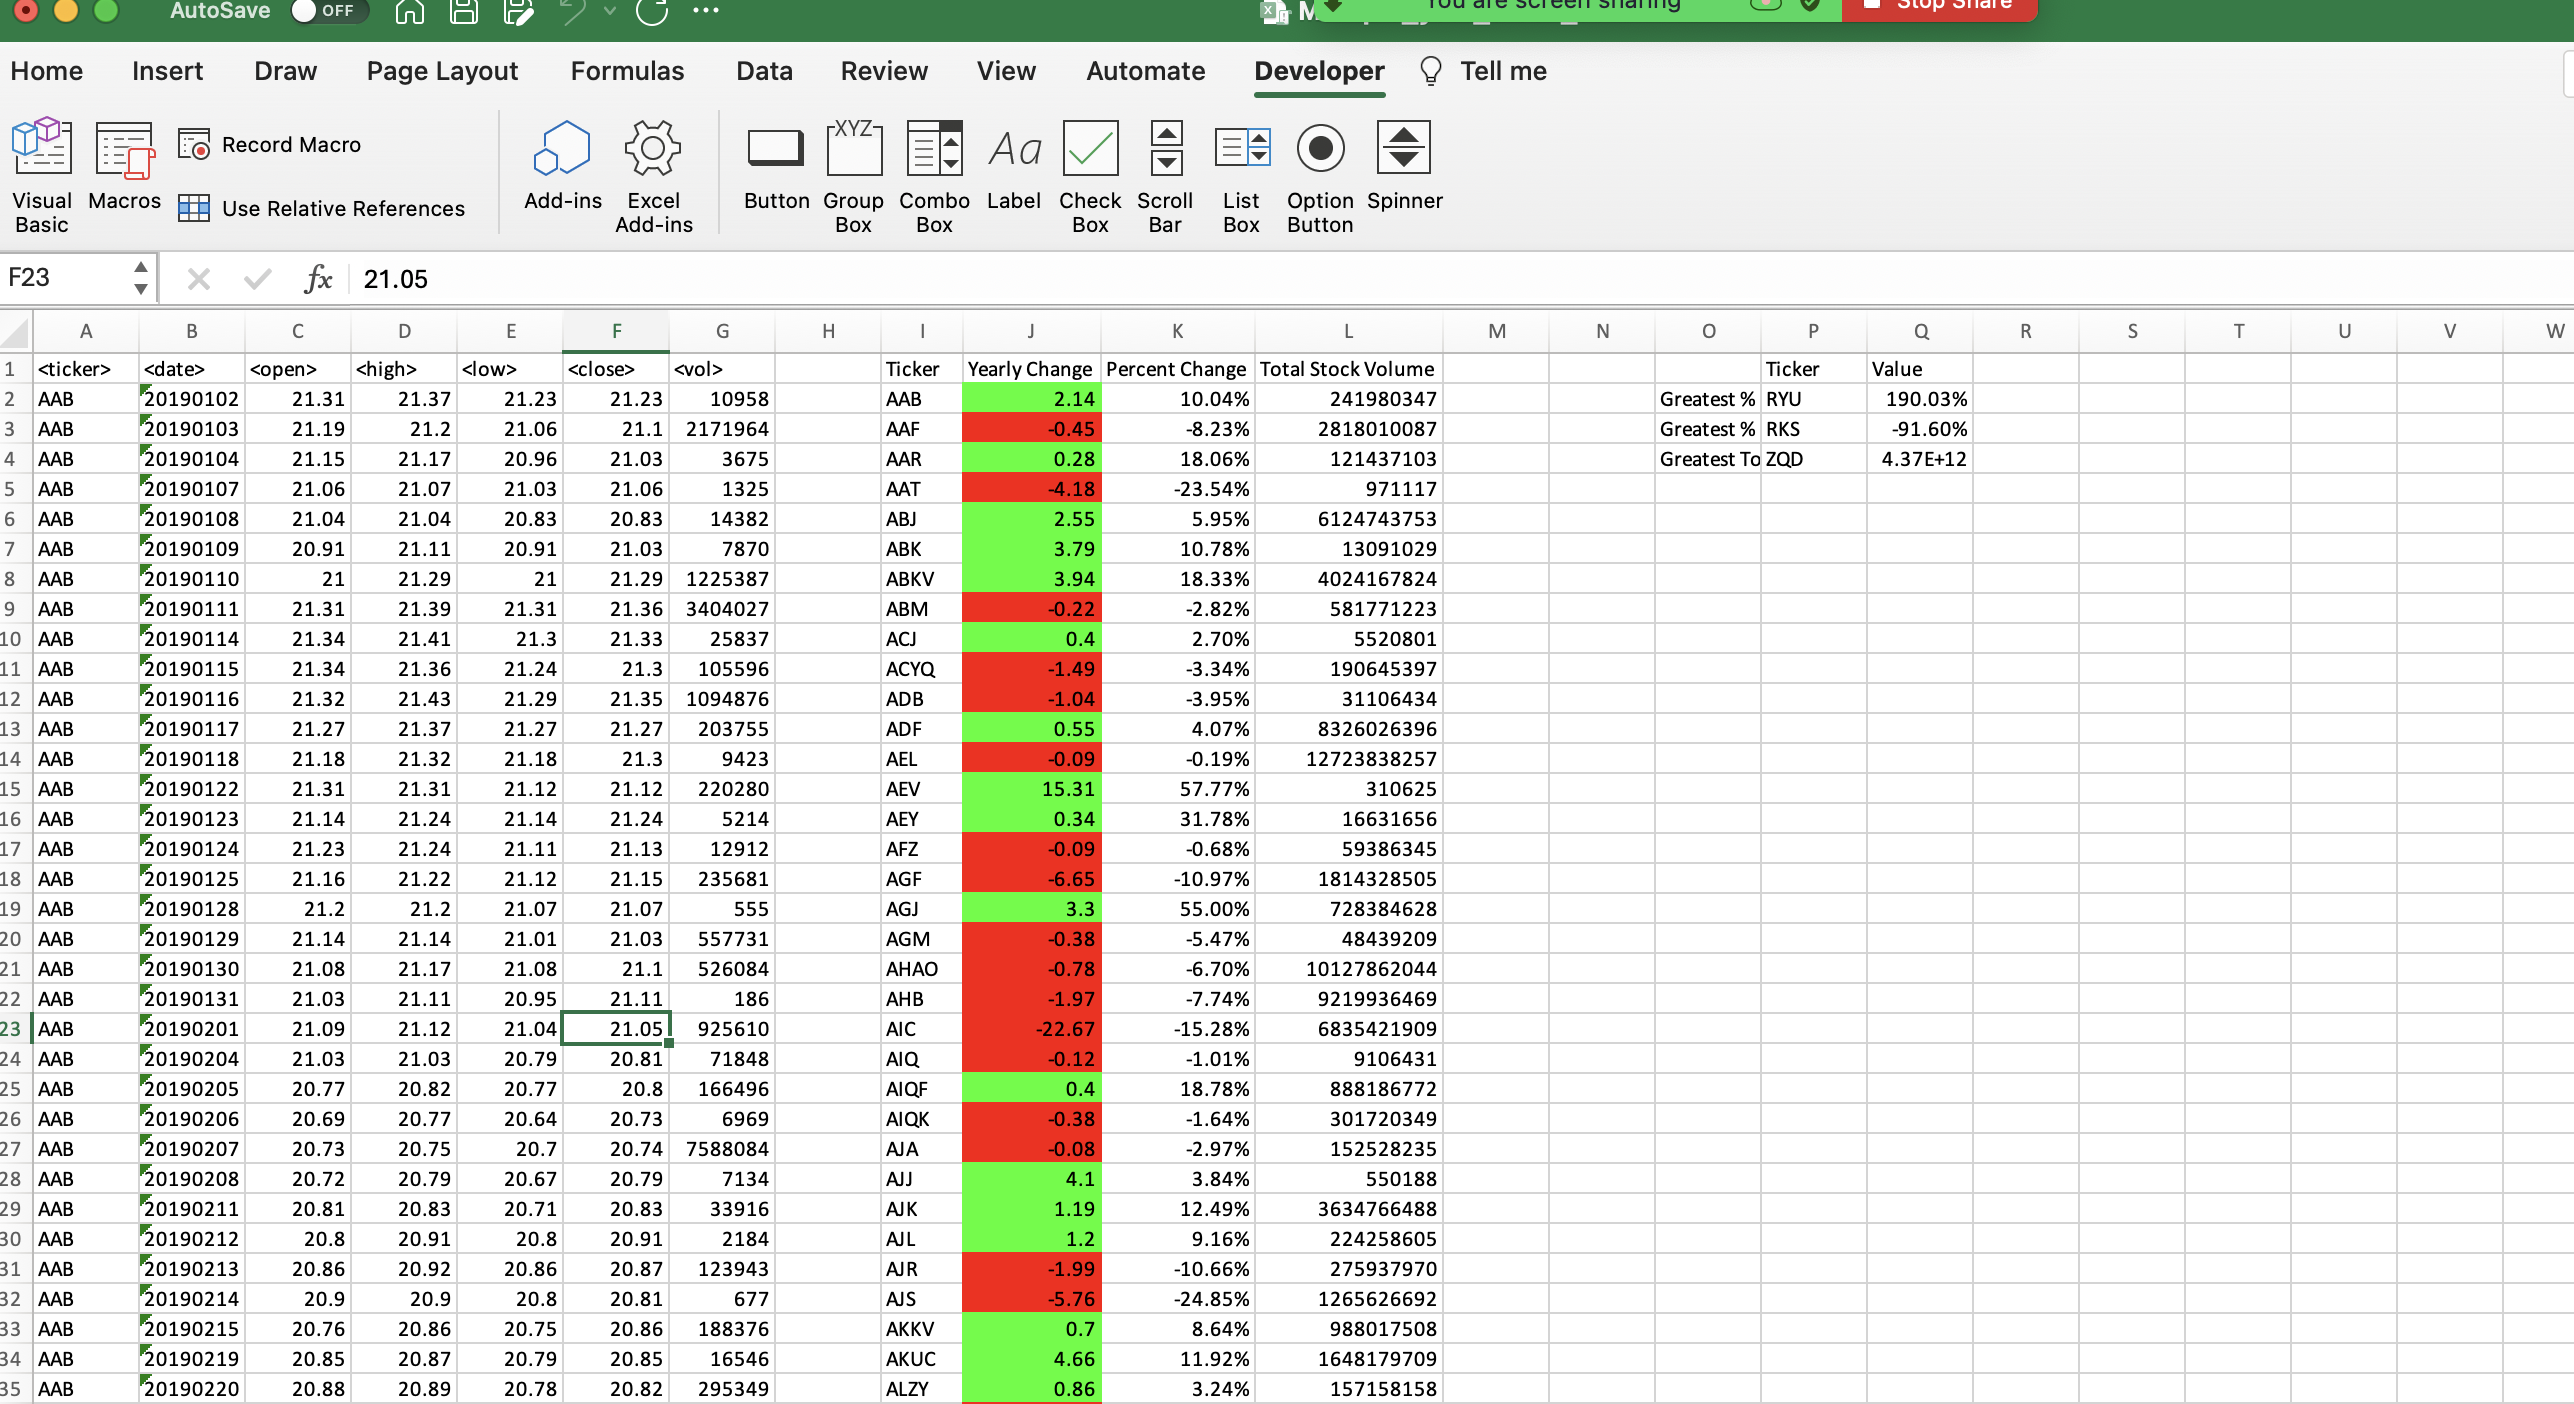 AutoSave OFF You are screen sharing Stop Share
Home Insert Draw Page Layout Formulas Data Review View Automate Developer Tell me
Visual Basic Macros Record Macro Use Relative References Add-ins Excel Add-ins Button XYZ Group Box Combo Box Aa Label Check Box Scroll Bar List Box Option Button Spinner
F23 fx 21.05
A B C D E F G H I J K L M N O P Q R S T U V W
1 <ticker> <date> <open> <high> <low> <close> <vol> Ticker Yearly Change Percent Change Total Stock Volume Ticker Value
2 AAB 20190102 21.31 21.37 21.23 21.23 10958 AAB 2.14 10.04% 241980347 Greatest % RYU 190.03%
3 AAB 20190103 21.19 21.2 21.06 21.1 2171964 AAF -0.45 -8.23% 2818010087 Greatest % RKS -91.60%
4 AAB 20190104 21.15 21.17 20.96 21.03 3675 AAR 0.28 18.06% 121437103 Greatest To ZQD 4.37E+12
5 AAB 20190107 21.06 21.07 21.03 21.06 1325 AAT -4.18 -23.54% 971117
6 AAB 20190108 21.04 21.04 20.83 20.83 14382 ABJ 2.55 5.95% 6124743753
7 AAB 20190109 20.91 21.11 20.91 21.03 7870 ABK 3.79 10.78% 13091029
8 AAB 20190110 21 21.29 21 21.29 1225387 ABKV 3.94 18.33% 4024167824
9 AAB 20190111 21.31 21.39 21.31 21.36 3404027 ABM -0.22 -2.82% 581771223
10 AAB 20190114 21.34 21.41 21.3 21.33 25837 ACJ 0.4 2.70% 5520801
11 AAB 20190115 21.34 21.36 21.24 21.3 105596 ACYQ -1.49 -3.34% 190645397
12 AAB 20190116 21.32 21.43 21.29 21.35 1094876 ADB -1.04 -3.95% 31106434
13 AAB 20190117 21.27 21.37 21.27 21.27 203755 ADF 0.55 4.07% 8326026396
14 AAB 20190118 21.18 21.32 21.18 21.3 9423 AEL -0.09 -0.19% 12723838257
15 AAB 20190122 21.31 21.31 21.12 21.12 220280 AEV 15.31 57.77% 310625
16 AAB 20190123 21.14 21.24 21.14 21.24 5214 AEY 0.34 31.78% 16631656
17 AAB 20190124 21.23 21.24 21.11 21.13 12912 AFZ -0.09 -0.68% 59386345
18 AAB 20190125 21.16 21.22 21.12 21.15 235681 AGF -6.65 -10.97% 1814328505
19 AAB 20190128 21.2 21.2 21.07 21.07 555 AGJ 3.3 55.00% 728384628
20 AAB 20190129 21.14 21.14 21.01 21.03 557731 AGM -0.38 -5.47% 48439209
21 AAB 20190130 21.08 21.17 21.08 21.1 526084 AHAO -0.78 -6.70% 10127862044
22 AAB 20190131 21.03 21.11 20.95 21.11 186 AHB -1.97 -7.74% 9219936469
23 AAB 20190201 21.09 21.12 21.04 21.05 925610 AIC -22.67 -15.28% 6835421909
24 AAB 20190204 21.03 21.03 20.79 20.81 71848 AIQ -0.12 -1.01% 9106431
25 AAB 20190205 20.77 20.82 20.77 20.8 166496 AIQF 0.4 18.78% 888186772
26 AAB 20190206 20.69 20.77 20.64 20.73 6969 AIQK -0.38 -1.64% 301720349
27 AAB 20190207 20.73 20.75 20.7 20.74 7588084 AJA -0.08 -2.97% 152528235
28 AAB 20190208 20.72 20.79 20.67 20.79 7134 AJJ 4.1 3.84% 550188
29 AAB 20190211 20.81 20.83 20.71 20.83 33916 AJK 1.19 12.49% 3634766488
30 AAB 20190212 20.8 20.91 20.8 20.91 2184 AJL 1.2 9.16% 224258605
31 AAB 20190213 20.86 20.92 20.86 20.87 123943 AJR -1.99 -10.66% 275937970
32 AAB 20190214 20.9 20.9 20.8 20.81 677 AJS -5.76 -24.85% 1265626692
33 AAB 20190215 20.76 20.86 20.75 20.86 188376 AKKV 0.7 8.64% 988017508
34 AAB 20190219 20.85 20.87 20.79 20.85 16546 AKUC 4.66 11.92% 1648179709
35 AAB 20190220 20.88 20.89 20.78 20.82 295349 ALZY 0.86 3.24% 157158158